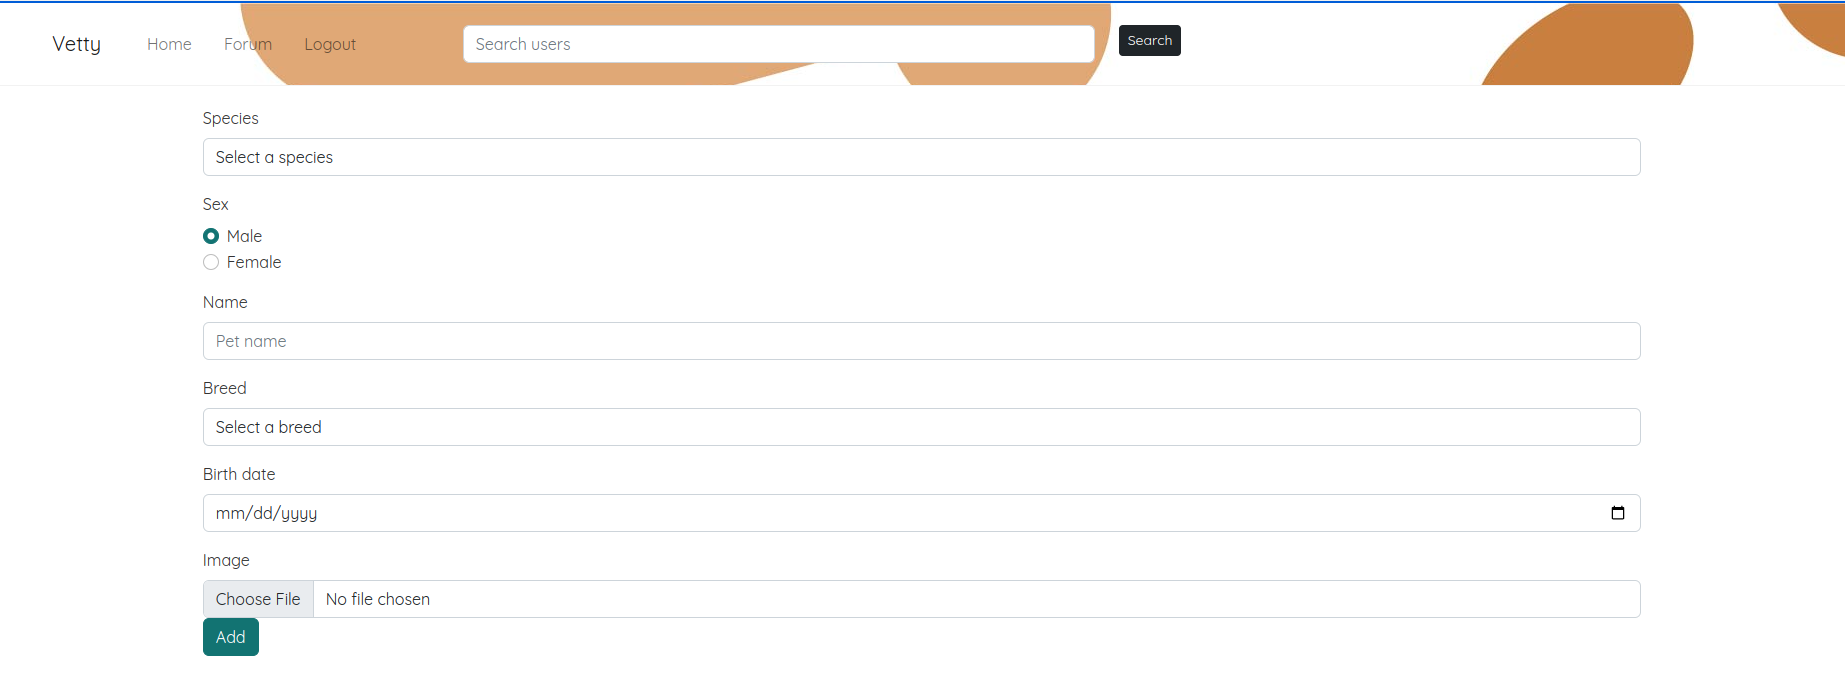 Vetty Home Forum Logout Search users Search
Species
Select a species
Sex
Male
Female
Name
Pet name
Breed
Select a breed
Birth date
mm/dd/yyyy
Image
Choose File No file chosen
Add